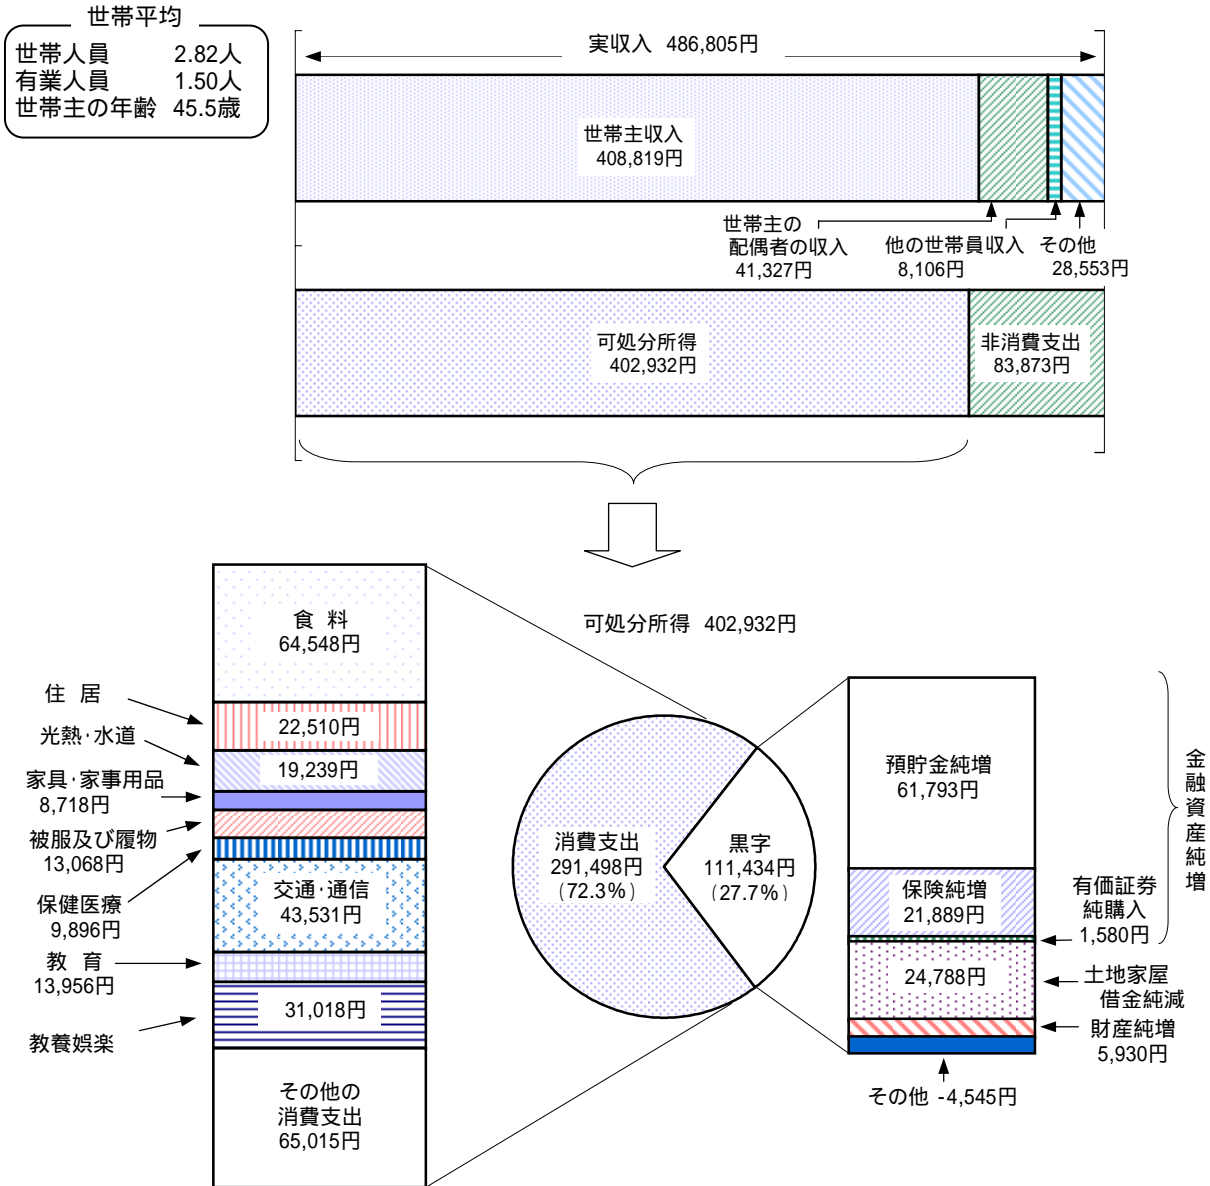 世帯平均
世帯人員 2.82人
有業人員 1.50人
世帯主の年齢 45.5歳
実収入 486,805円
世帯主収入
408,819円
世帯主の
配偶者の収入
41,327円
他の世帯員収入
8,106円
その他
28,553円
可処分所得
402,932円
非消費支出
83,873円
可処分所得 402,932円
食 料
64,548円
住 居
22,510円
光熱・水道
19,239円
家具・家事用品
8,718円
被服及び履物
13,068円
保健医療
9,896円
交通・通信
43,531円
教 育
13,956円
教養娯楽
31,018円
その他の
消費支出
65,015円
消費支出
291,498円
(72.3%)
黒字
111,434円
(27.7%)
預貯金純増
61,793円
保険純増
21,889円
有価証券
純購入
1,580円
金融資産純増
24,788円
土地家屋
借金純減
財産純増
5,930円
その他 -4,545円